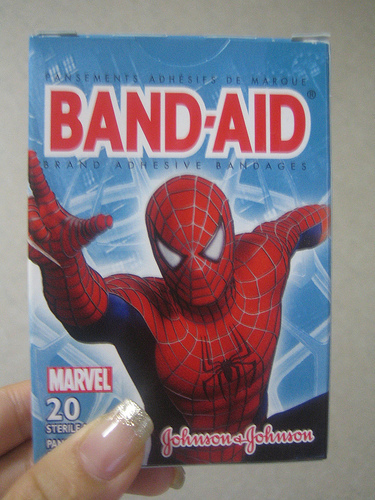 PANSEMENTS ADHÉSIFS DE MARQUE
BAND-AID®
BRAND ADHESIVE BANDAGES
MARVEL
20
STERILE
Johnson & Johnson